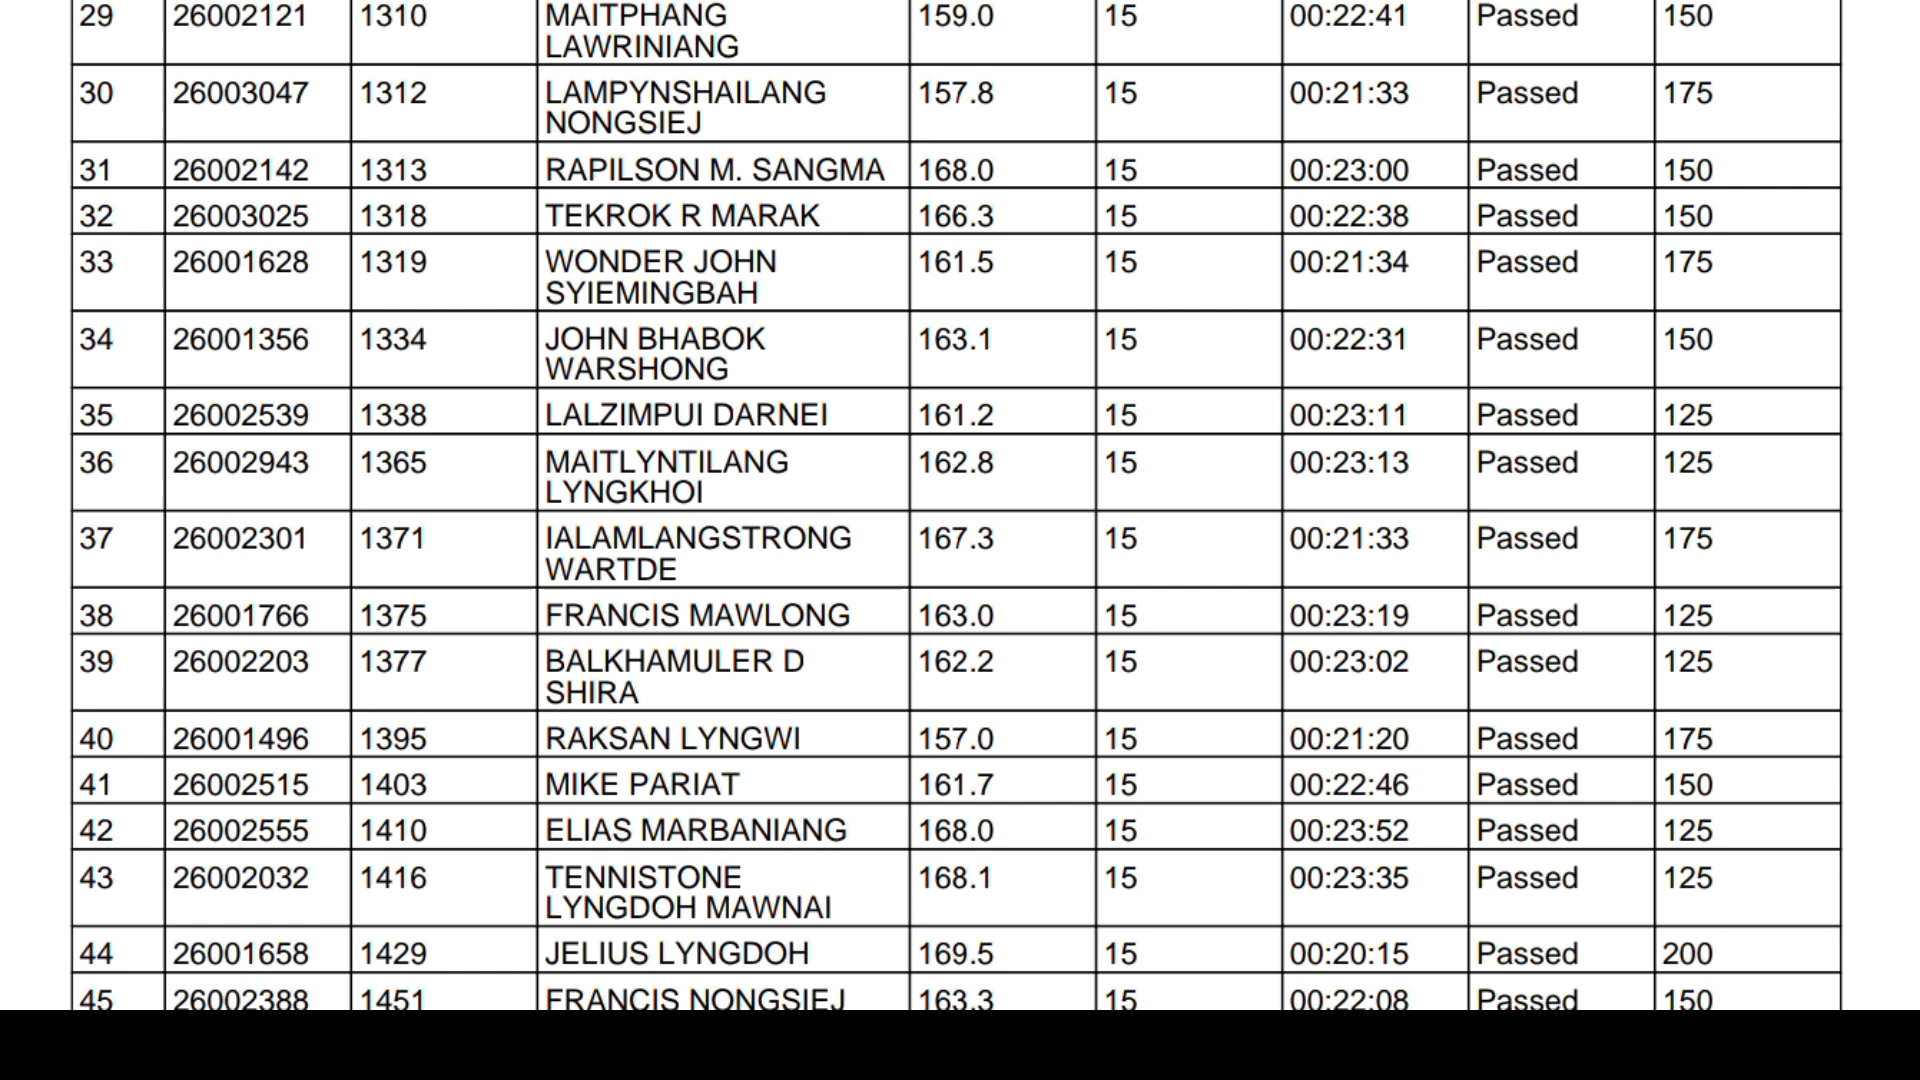 29 26002121 1310 MAITPHANG 159.0 15 00:22:41 Passed 150
LAWRINIANG
30 26003047 1312 LAMPYNSHAILANG 157.8 15 00:21:33 Passed 175
NONGSIEJ
31 26002142 1313 RAPILSON M. SANGMA 168.0 15 00:23:00 Passed 150
32 26003025 1318 TEKROK R MARAK 166.3 15 00:22:38 Passed 150
33 26001628 1319 WONDER JOHN 161.5 15 00:21:34 Passed 175
SYIEMINGBAH
34 26001356 1334 JOHN BHABOK 163.1 15 00:22:31 Passed 150
WARSHONG
35 26002539 1338 LALZIMPUI DARNEI 161.2 15 00:23:11 Passed 125
36 26002943 1365 MAITLYNTILANG 162.8 15 00:23:13 Passed 125
LYNGKHOI
37 26002301 1371 IALAMLANGSTRONG 167.3 15 00:21:33 Passed 175
WARTDE
38 26001766 1375 FRANCIS MAWLONG 163.0 15 00:23:19 Passed 125
39 26002203 1377 BALKHAMULER D 162.2 15 00:23:02 Passed 125
SHIRA
40 26001496 1395 RAKSAN LYNGWI 157.0 15 00:21:20 Passed 175
41 26002515 1403 MIKE PARIAT 161.7 15 00:22:46 Passed 150
42 26002555 1410 ELIAS MARBANIANG 168.0 15 00:23:52 Passed 125
43 26002032 1416 TENNISTONE 168.1 15 00:23:35 Passed 125
LYNGDOH MAWNAI
44 26001658 1429 JELIUS LYNGDOH 169.5 15 00:20:15 Passed 200
45 26002388 1451 FRANCIS NONGSIEJ 163.3 15 00:22:08 Passed 150